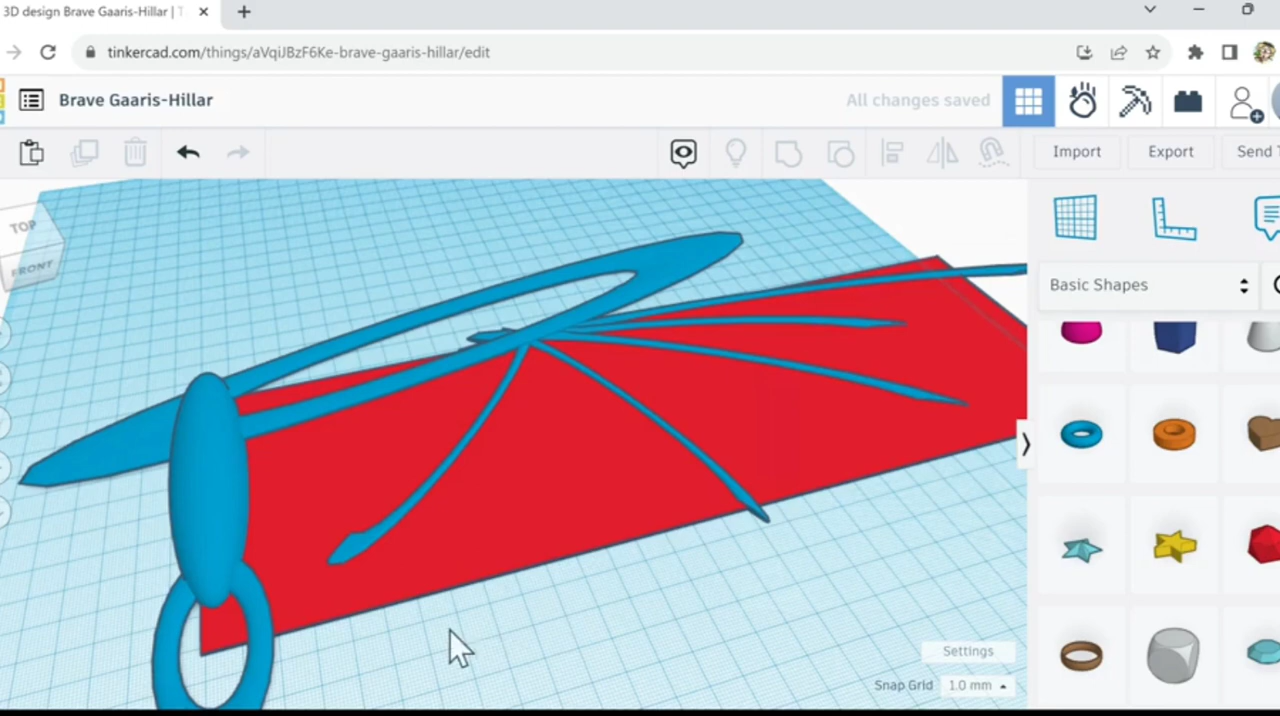 3D design Brave Gaaris-Hillar | T
tinkercad.com/things/aVqiJBzF6Ke-brave-gaaris-hillar/edit
Brave Gaaris-Hillar
All changes saved
Import
Export
Send T
TOP
FRONT
Basic Shapes
Settings
Snap Grid 1.0 mm